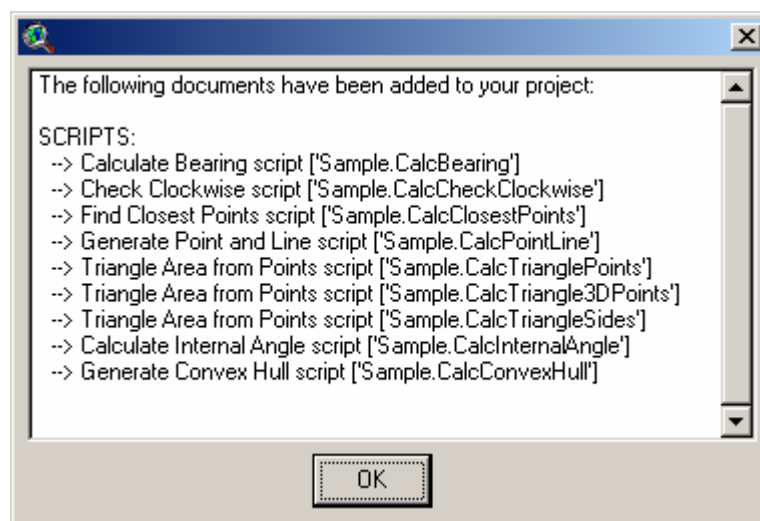 The following documents have been added to your project:
SCRIPTS:
--> Calculate Bearing script ['Sample.CalcBearing']
--> Check Clockwise script ['Sample.CalcCheckClockwise']
--> Find Closest Points script ['Sample.CalcClosestPoints']
--> Generate Point and Line script ['Sample.CalcPointLine']
--> Triangle Area from Points script ['Sample.CalcTrianglePoints']
--> Triangle Area from Points script ['Sample.CalcTriangle3DPoints']
--> Triangle Area from Points script ['Sample.CalcTriangleSides']
--> Calculate Internal Angle script ['Sample.CalcInternalAngle']
--> Generate Convex Hull script ['Sample.CalcConvexHull']
OK